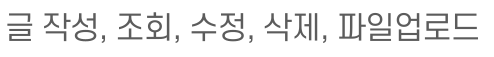 글 작성, 조회, 수정, 삭제, 파일업로드